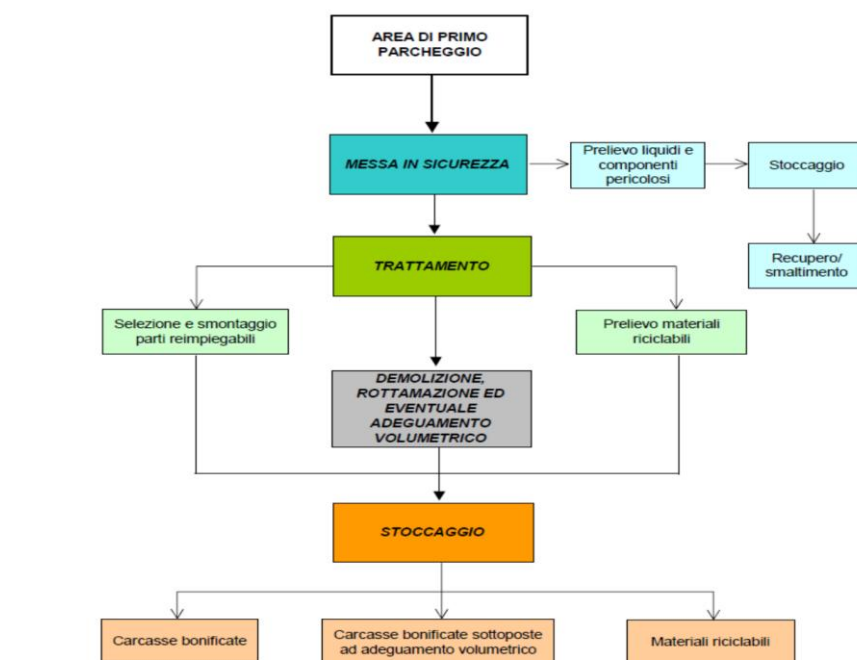 AREA DI PRIMO
PARCHEGGIO
MESSA IN SICUREZZA
Prelievo liquidi e
componenti
pericolosi
Stoccaggio
TRATTAMENTO
Recupero/
smaltimento
Selezione e smontaggio
parti reimpiegabili
Prelievo materiali
riciclabili
DEMOLIZIONE,
ROTTAMAZIONE ED
EVENTUALE
ADEGUAMENTO
VOLUMETRICO
STOCCAGGIO
Carcasse bonificate
Carcasse bonificate sottoposte
ad adeguamento volumetrico
Materiali riciclabili